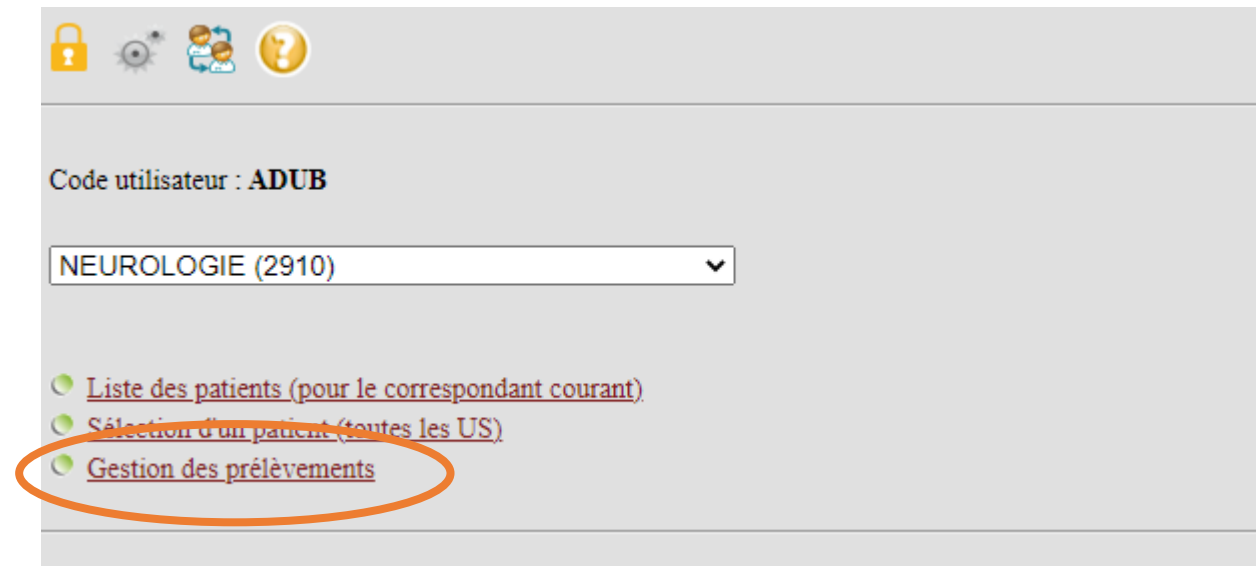 Code utilisateur : ADUB
NEUROLOGIE (2910)
Liste des patients (pour le correspondant courant)
Sélection d'un patient (toutes les US)
Gestion des prélèvements